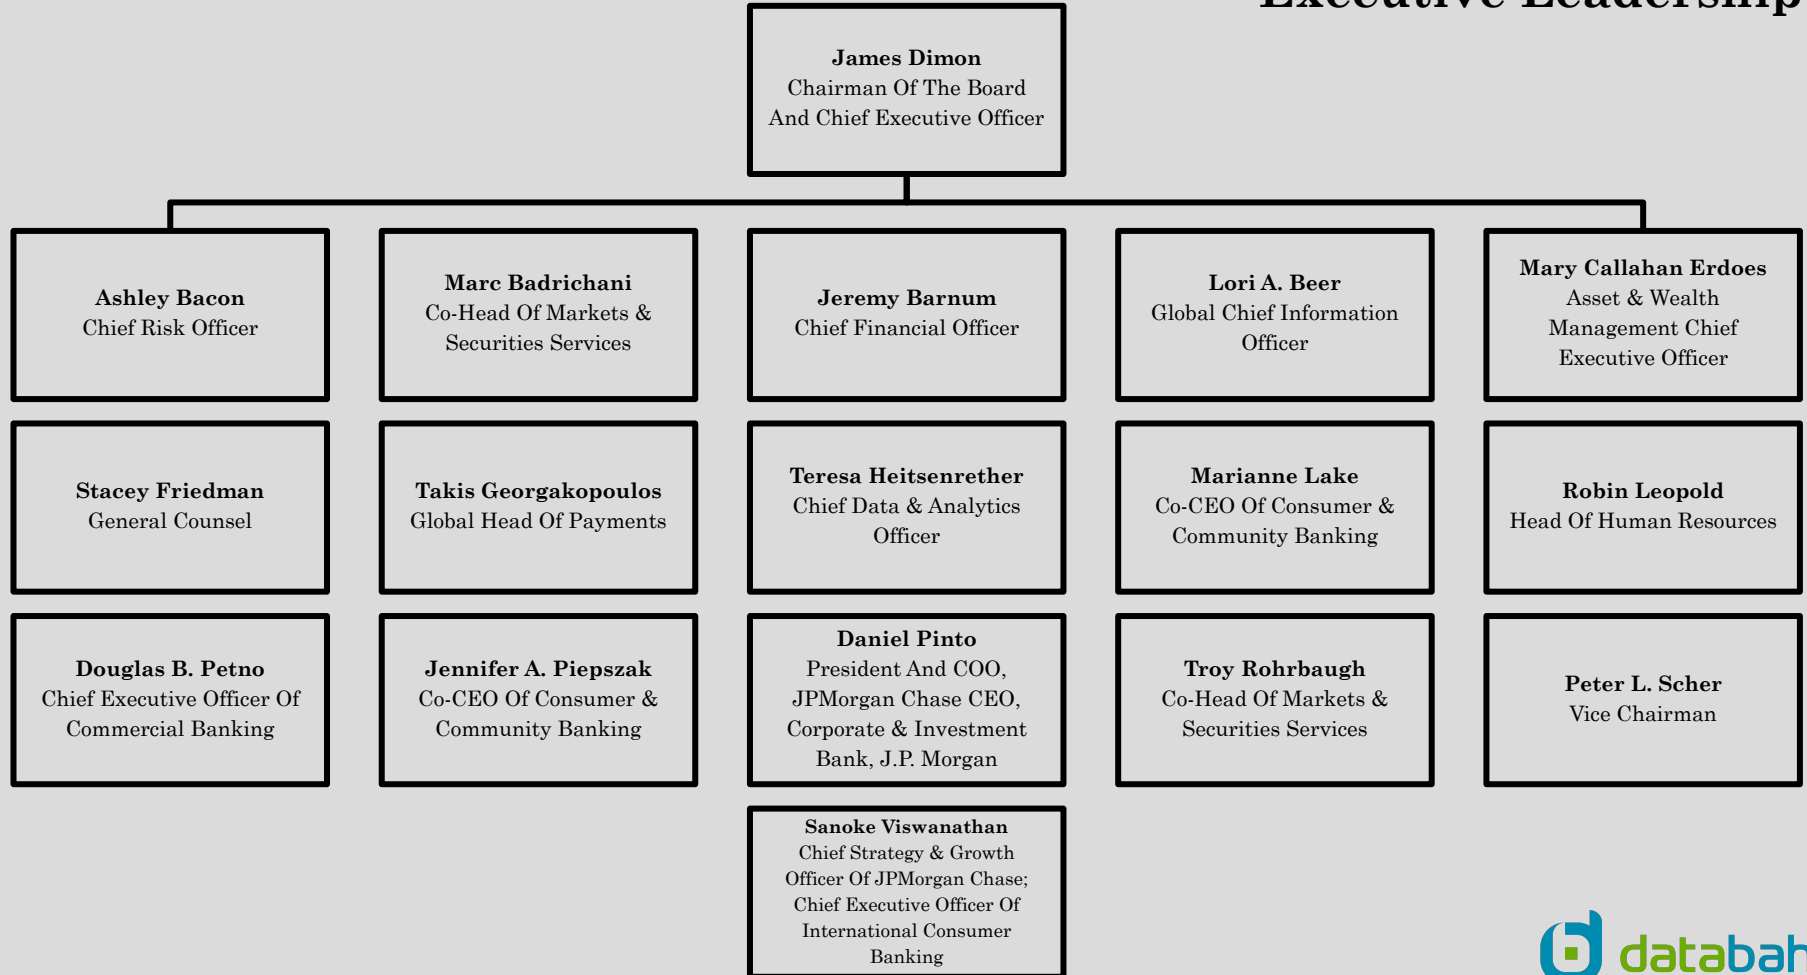 Executive Leadership
James Dimon
Chairman Of The Board
And Chief Executive Officer
Ashley Bacon
Chief Risk Officer
Marc Badrichani
Co-Head Of Markets &
Securities Services
Jeremy Barnum
Chief Financial Officer
Lori A. Beer
Global Chief Information
Officer
Mary Callahan Erdoes
Asset & Wealth
Management Chief
Executive Officer
Stacey Friedman
General Counsel
Takis Georgakopoulos
Global Head Of Payments
Teresa Heitsenrether
Chief Data & Analytics
Officer
Marianne Lake
Co-CEO Of Consumer &
Community Banking
Robin Leopold
Head Of Human Resources
Douglas B. Petno
Chief Executive Officer Of
Commercial Banking
Jennifer A. Piepszak
Co-CEO Of Consumer &
Community Banking
Daniel Pinto
President And COO,
JPMorgan Chase CEO,
Corporate & Investment
Bank, J.P. Morgan
Troy Rohrbaugh
Co-Head Of Markets &
Securities Services
Peter L. Scher
Vice Chairman
Sanoke Viswanathan
Chief Strategy & Growth
Officer Of JPMorgan Chase;
Chief Executive Officer Of
International Consumer
Banking
databah